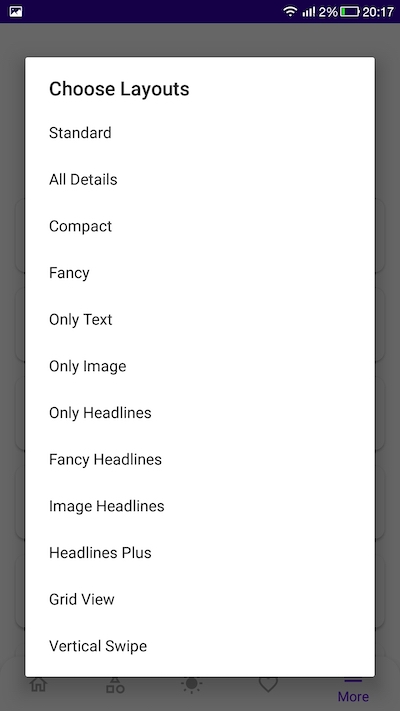 2% 20:17
Choose Layouts
Standard
All Details
Compact
Fancy
Only Text
Only Image
Only Headlines
Fancy Headlines
Image Headlines
Headlines Plus
Grid View
Vertical Swipe
More